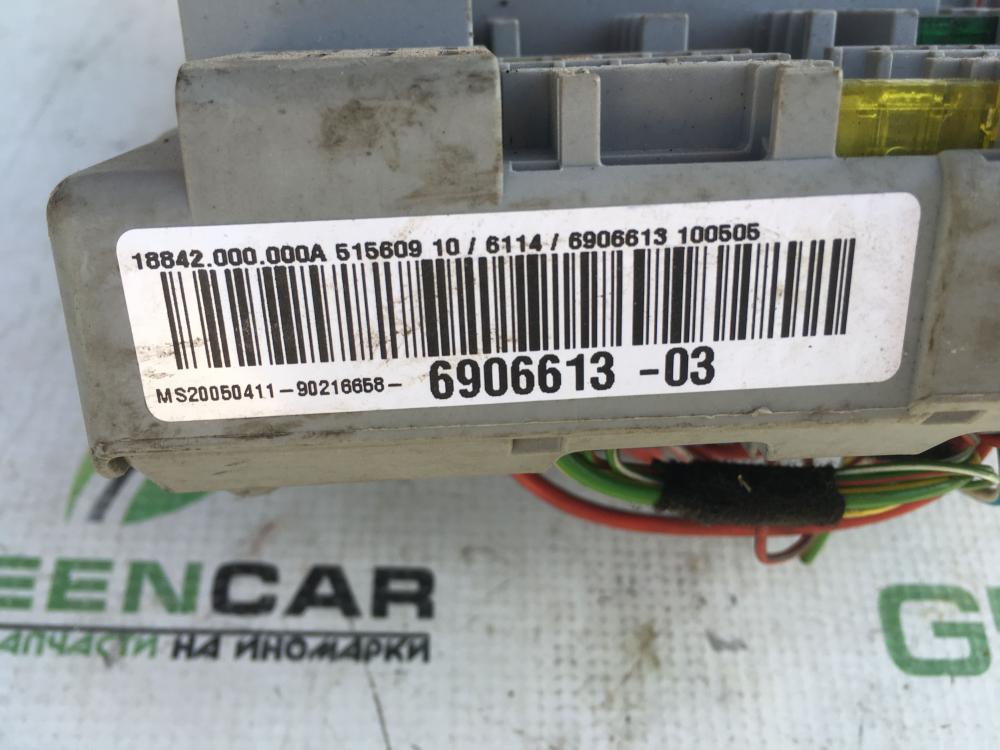 18842.000.000A 515609 10 / 6114 / 6906613 100505
MS20050411-90216658- 6906613 -03
EENCAR
АПЧАСТИ НА ИНОМАРКИ
G